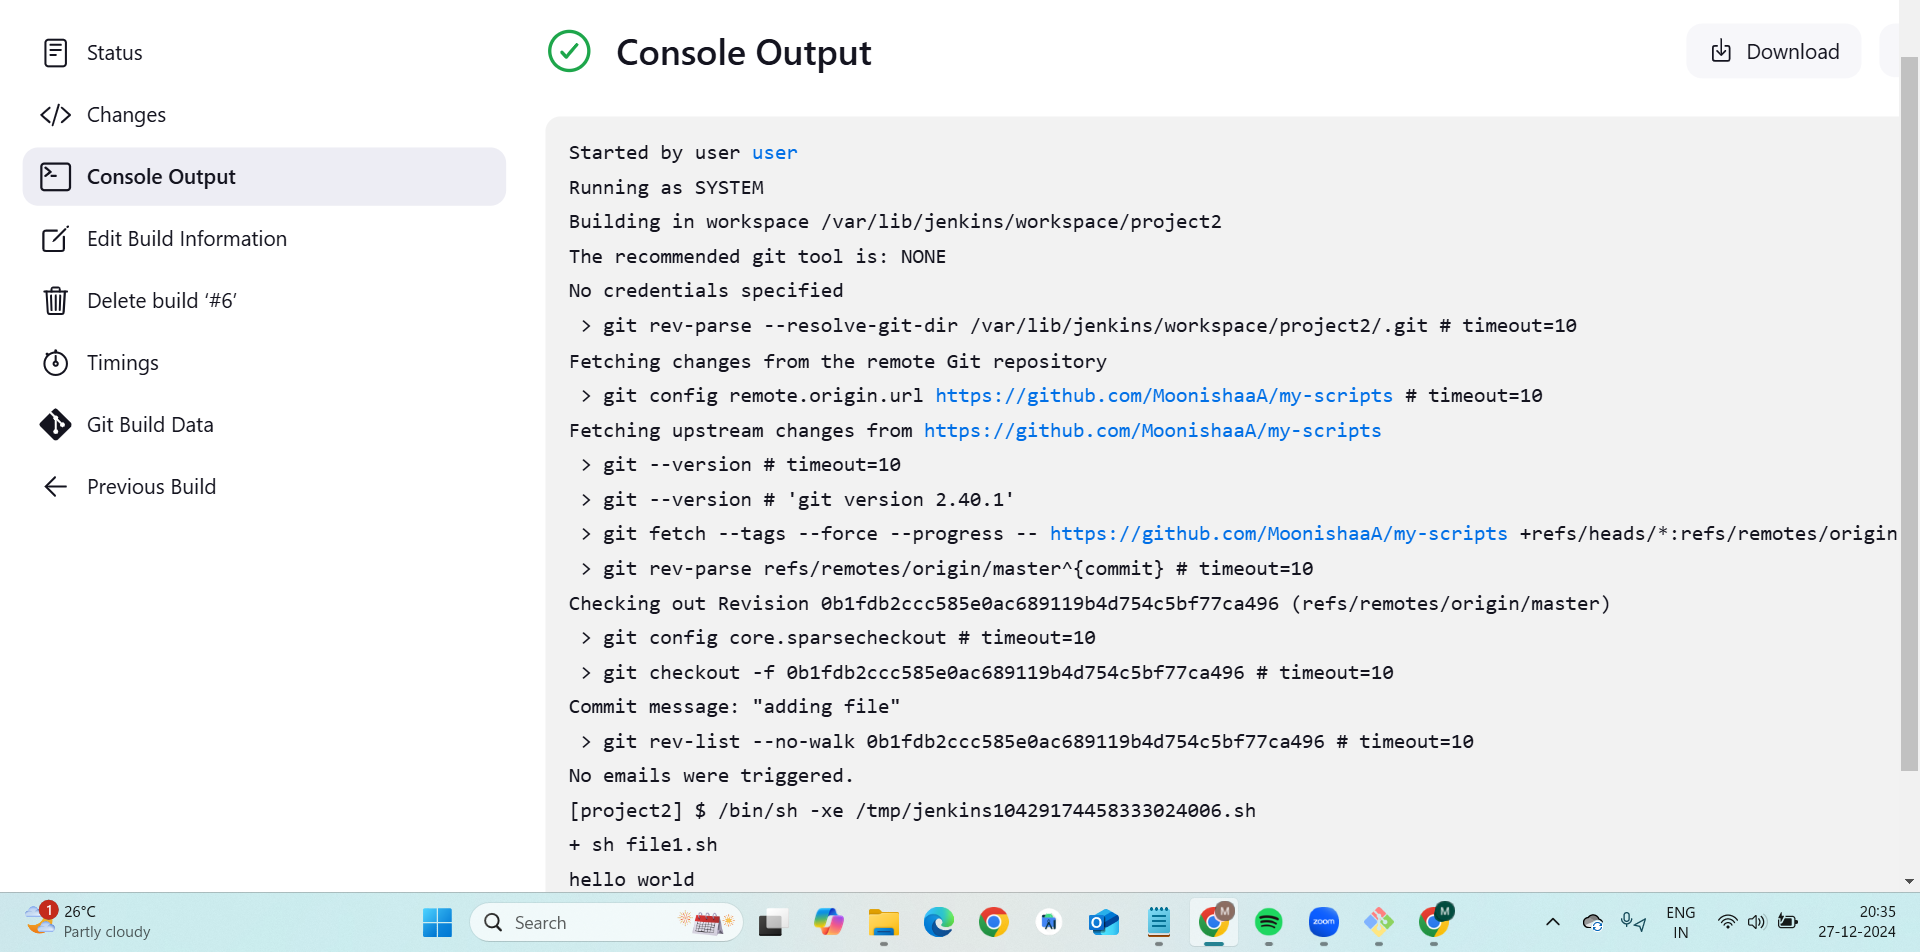 Status
Changes
Console Output
Edit Build Information
Delete build ‘#6’
Timings
Git Build Data
Previous Build
Console Output
Download
Started by user user
Running as SYSTEM
Building in workspace /var/lib/jenkins/workspace/project2
The recommended git tool is: NONE
No credentials specified
> git rev-parse --resolve-git-dir /var/lib/jenkins/workspace/project2/.git # timeout=10
Fetching changes from the remote Git repository
> git config remote.origin.url https://github.com/MoonishaaA/my-scripts # timeout=10
Fetching upstream changes from https://github.com/MoonishaaA/my-scripts
> git --version # timeout=10
> git --version # 'git version 2.40.1'
> git fetch --tags --force --progress -- https://github.com/MoonishaaA/my-scripts +refs/heads/*:refs/remotes/origin
> git rev-parse refs/remotes/origin/master^{commit} # timeout=10
Checking out Revision 0b1fdb2ccc585e0ac689119b4d754c5bf77ca496 (refs/remotes/origin/master)
> git config core.sparsecheckout # timeout=10
> git checkout -f 0b1fdb2ccc585e0ac689119b4d754c5bf77ca496 # timeout=10
Commit message: "adding file"
> git rev-list --no-walk 0b1fdb2ccc585e0ac689119b4d754c5bf77ca496 # timeout=10
No emails were triggered.
[project2] $ /bin/sh -xe /tmp/jenkins10429174458333024006.sh
+ sh file1.sh
hello world
1
26°C
Partly cloudy
Search
AI
M
zoom
M
ENG
IN
20:35
27-12-2024